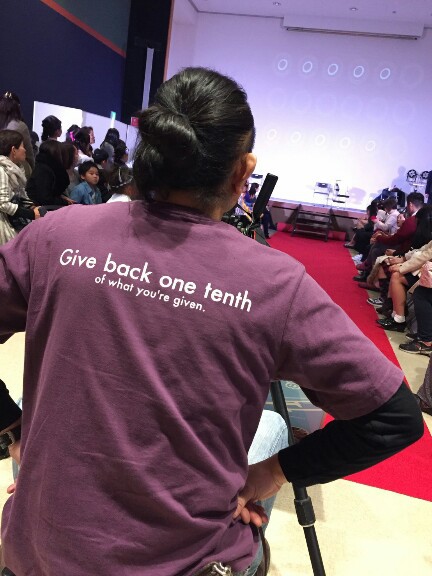 Give back one tenth
of what you're given.